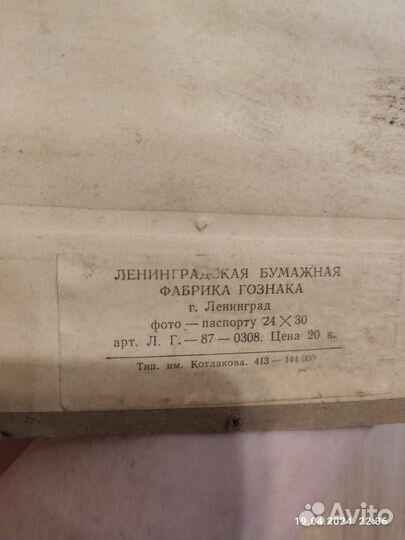 ЛЕНИНГРАДСКАЯ БУМАЖНАЯ
ФАБРИКА ГОЗНАКА
г. Ленинград
фото — паспорту 24×30
арт. Л. Г. — 87 — 0308. Цена 20 к.
Тип. им. Котлякова. 413 — 144 000
Avito
19.04.2024 22:36